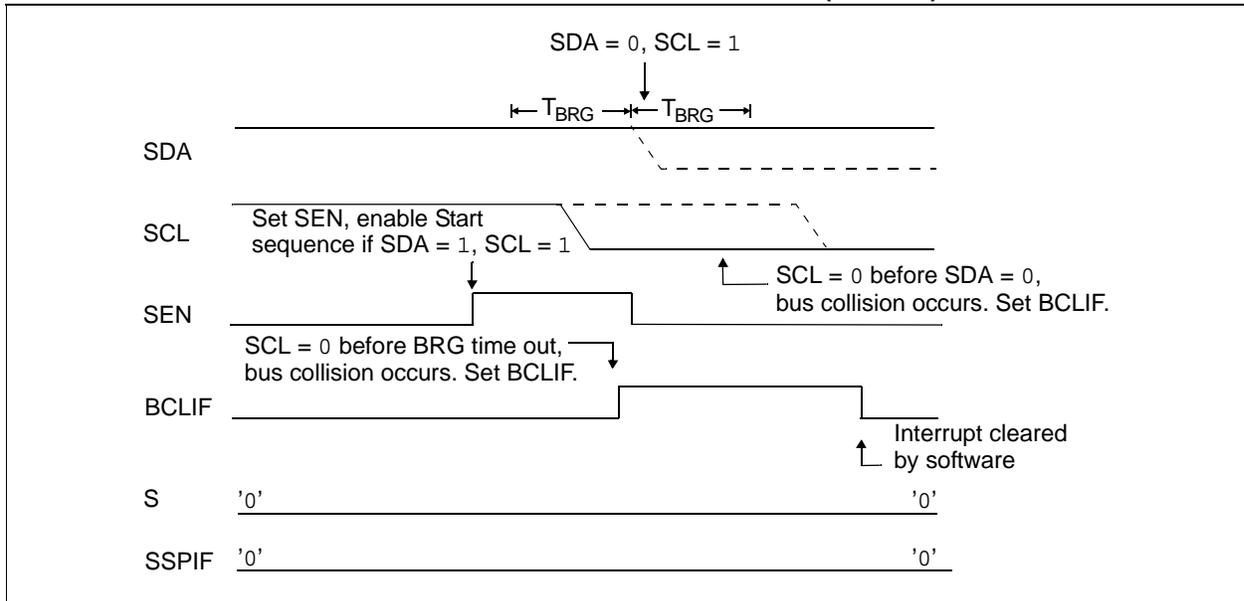 SDA = 0, SCL = 1
TBRG TBRG
SDA
SCL
Set SEN, enable Start
sequence if SDA = 1, SCL = 1
SCL = 0 before SDA = 0,
bus collision occurs. Set BCLIF.
SEN
SCL = 0 before BRG time out,
bus collision occurs. Set BCLIF.
BCLIF
Interrupt cleared
by software
S '0' '0'
SSPIF '0' '0'